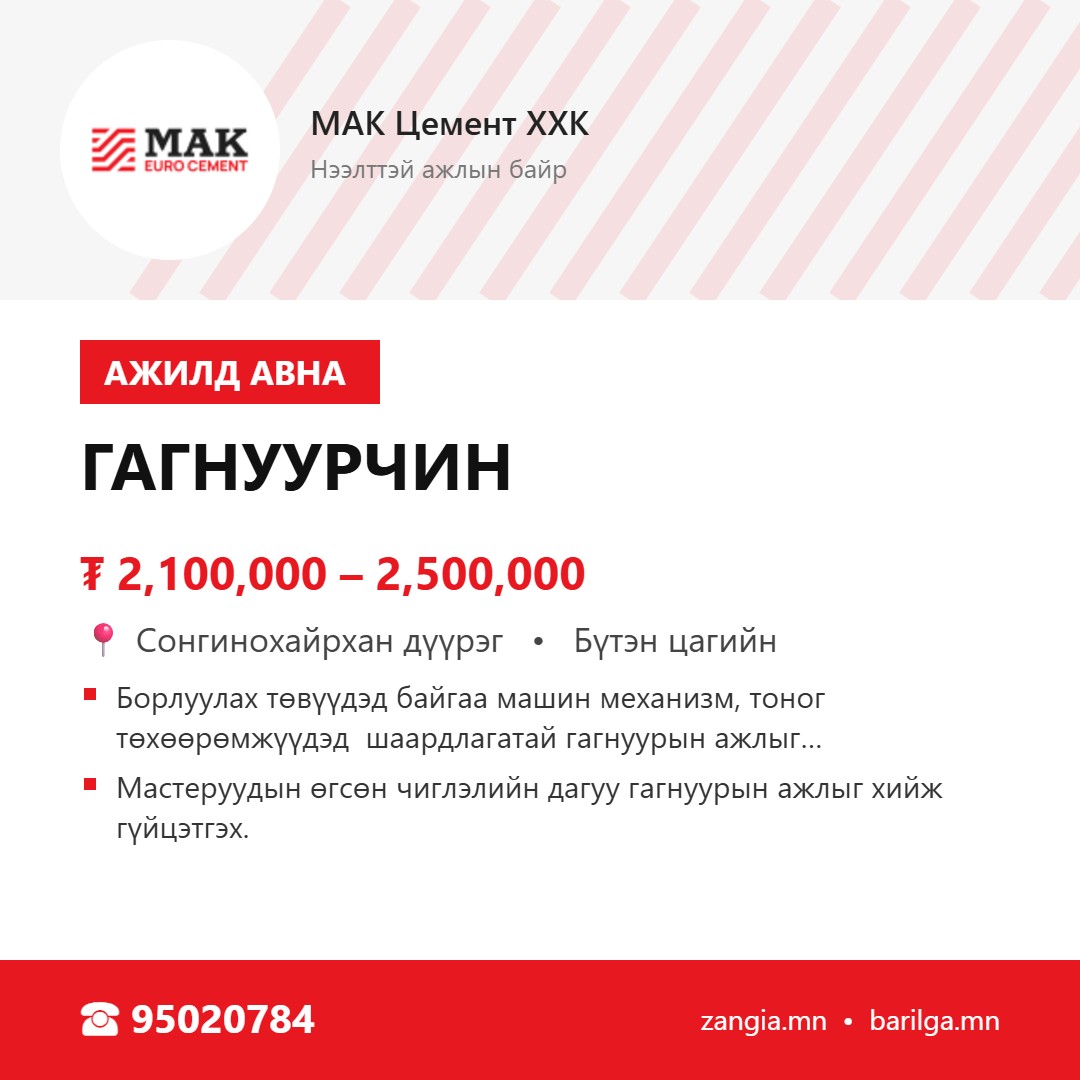 МАК
EURO CEMENT
МАК Цемент ХХК
Нээлттэй ажлын байр
АЖИЛД АВНА
ГАГНУУРЧИН
₮ 2,100,000 – 2,500,000
📍 Сонгинохайрхан дүүрэг • Бүтэн цагийн
Борлуулах төвүүдэд байгаа машин механизм, тоног
төхөөрөмжүүдэд шаардлагатай гагнуурын ажлыг...
Мастеруудын өгсөн чиглэлийн дагуу гагнуурын ажлыг хийж
гүйцэтгэх.
☎ 95020784
zangia.mn • barilga.mn